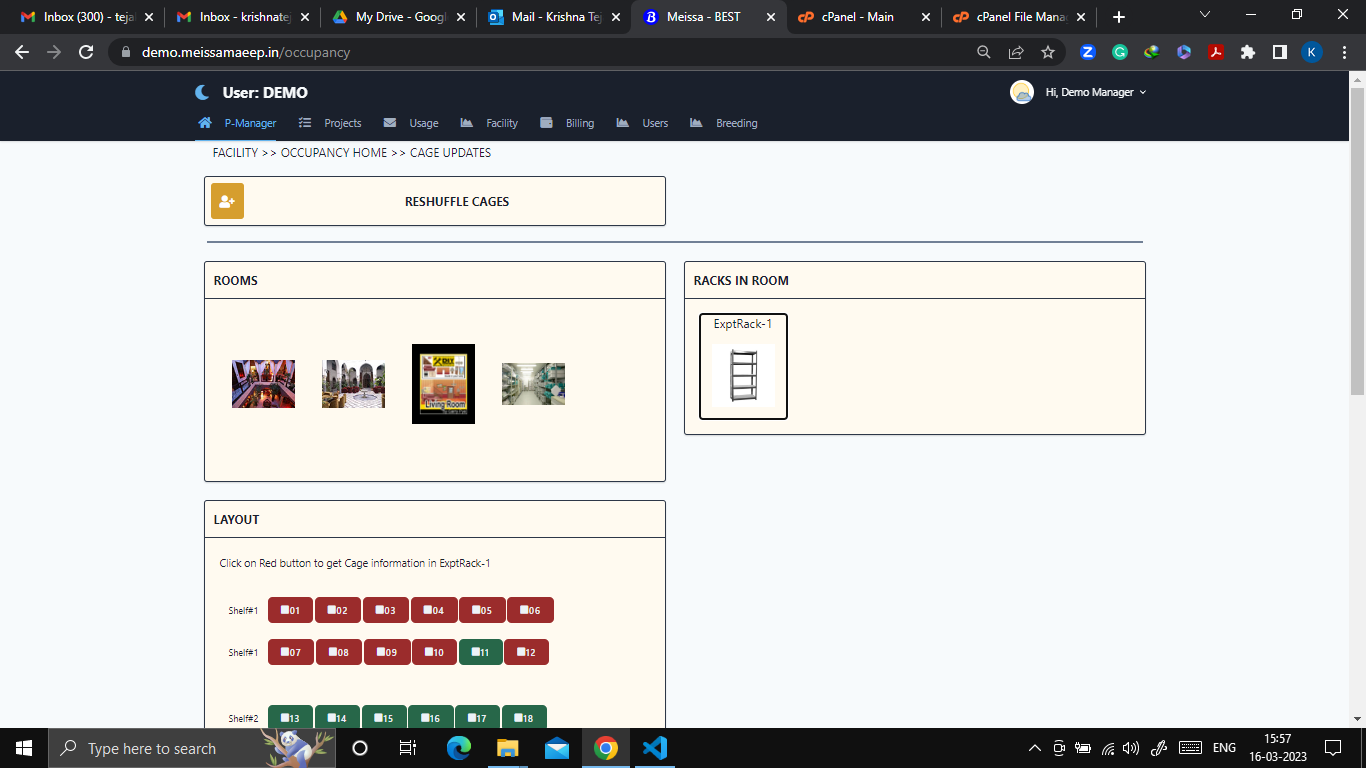 Inbox (300) - teja
Inbox - krishnatej
My Drive - Googl
Mail - Krishna Tej
Meissa - BEST
cPanel - Main
cPanel File Mana
demo.meissamaeep.in/occupancy
User: DEMO
Hi, Demo Manager
P-Manager
Projects
Usage
Facility
Billing
Users
Breeding
FACILITY >> OCCUPANCY HOME >> CAGE UPDATES
RESHUFFLE CAGES
ROOMS
Living Room
RACKS IN ROOM
ExptRack-1
LAYOUT
Click on Red button to get Cage information in ExptRack-1
Shelf#1 01 02 03 04 05 06
Shelf#1 07 08 09 10 11 12
Shelf#2 13 14 15 16 17 18
Type here to search
ENG
15:57
16-03-2023